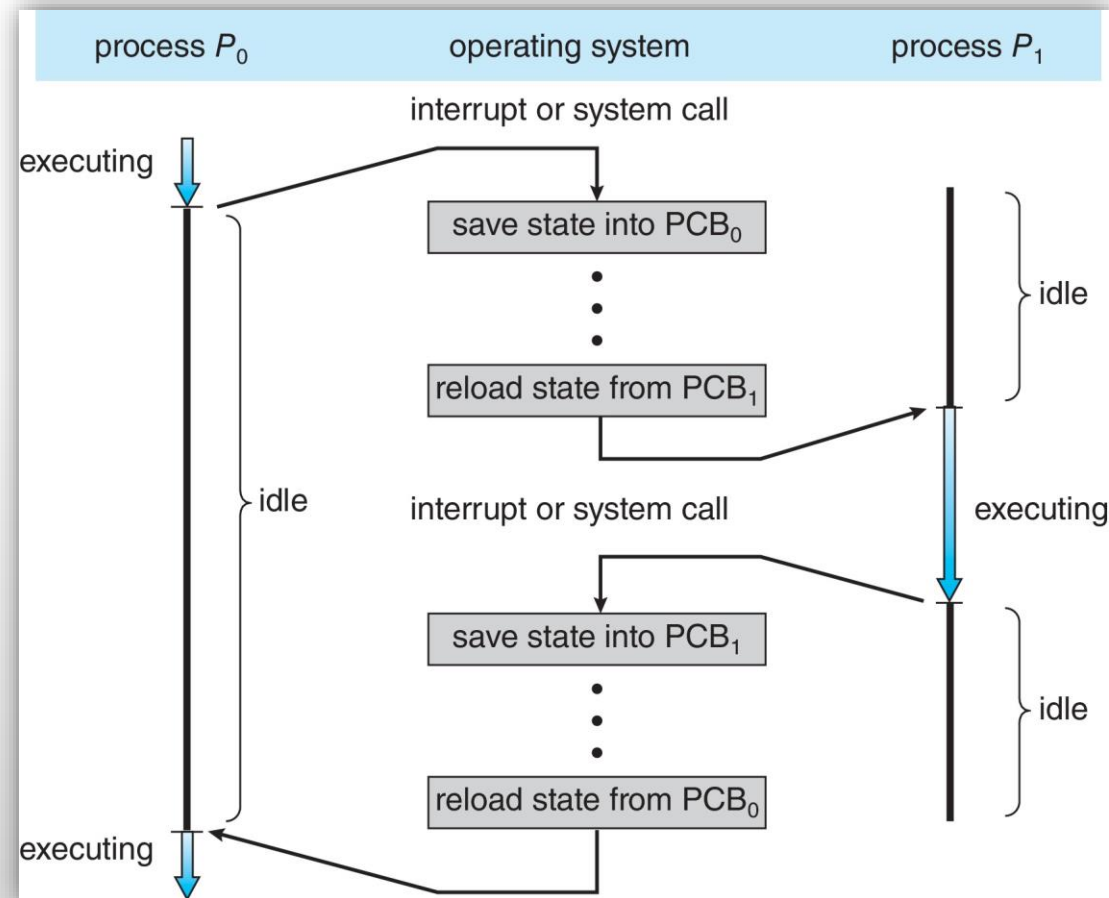 process P₀ operating system process P₁
interrupt or system call
executing
save state into PCB₀
idle
reload state from PCB₁
idle
interrupt or system call
executing
save state into PCB₁
idle
reload state from PCB₀
executing